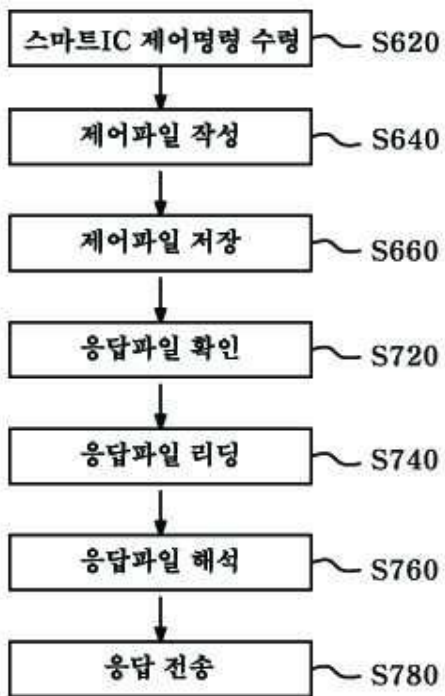 스마트IC 제어명령 수령 S620
제어파일 작성 S640
제어파일 저장 S660
응답파일 확인 S720
응답파일 리딩 S740
응답파일 해석 S760
응답 전송 S780